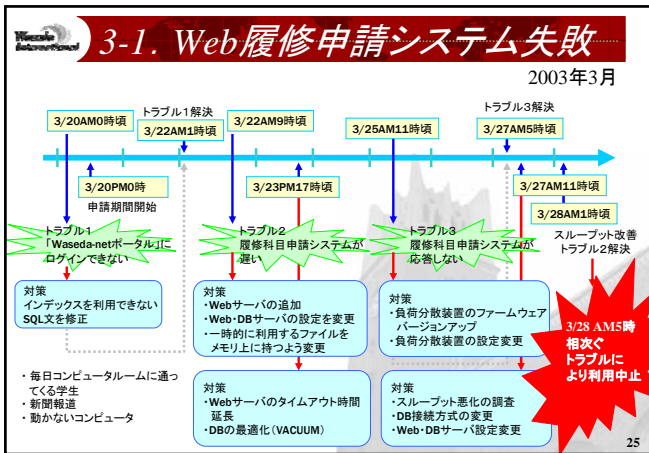 Waseda
International
3-1. Web履修申請システム失敗
2003年3月
トラブル1解決
トラブル3解決
3/20AM0時頃
3/22AM1時頃
3/22AM9時頃
3/25AM11時頃
3/27AM5時頃
3/20PM0時
申請期間開始
3/23PM17時頃
3/27AM11時頃
3/28AM1時頃
スループット改善
トラブル2解決
トラブル1
「Waseda-netポータル」に
ログインできない
トラブル2
履修科目申請システムが
遅い
トラブル3
履修科目申請システムが
応答しない
対策
インデックスを利用できない
SQL文を修正
対策
・Webサーバの追加
・Web・DBサーバの設定を変更
・一時的に利用するファイルを
メモリ上に持つよう変更
対策
・負荷分散装置のファームウェア
バージョンアップ
・負荷分散装置の設定変更
3/28 AM5時
相次ぐ
トラブルに
より利用中止
・毎日コンピュータルームに通っ
てくる学生
・新聞報道
・動かないコンピュータ
対策
・Webサーバのタイムアウト時間
延長
・DBの最適化(VACUUM)
対策
・スループット悪化の調査
・DB接続方式の変更
・Web・DBサーバ設定変更
25